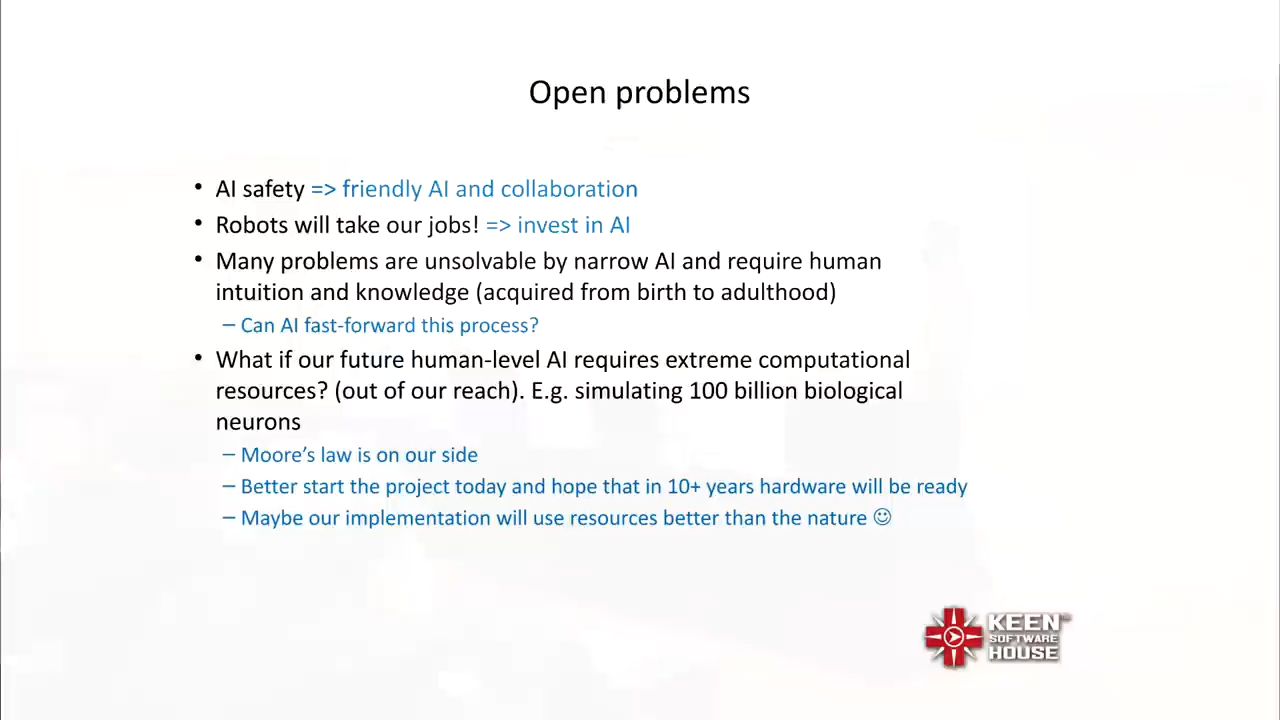 Open problems
• AI safety => friendly AI and collaboration
• Robots will take our jobs! => invest in AI
• Many problems are unsolvable by narrow AI and require human
intuition and knowledge (acquired from birth to adulthood)
– Can AI fast-forward this process?
• What if our future human-level AI requires extreme computational
resources? (out of our reach). E.g. simulating 100 billion biological
neurons
– Moore’s law is on our side
– Better start the project today and hope that in 10+ years hardware will be ready
– Maybe our implementation will use resources better than the nature ☺
KEEN™
SOFTWARE
HOUSE